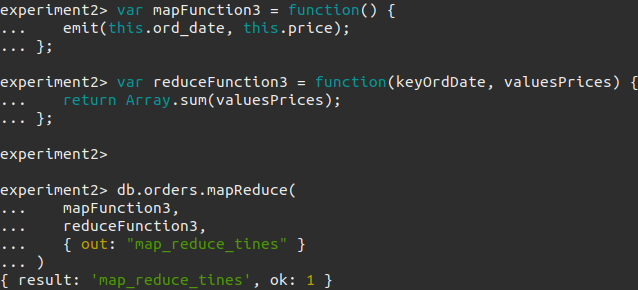 experiment2> var mapFunction3 = function() {
...     emit(this.ord_date, this.price);
... };
experiment2> var reduceFunction3 = function(keyOrdDate, valuesPrices) {
...     return Array.sum(valuesPrices);
... };
experiment2>
experiment2> db.orders.mapReduce(
...     mapFunction3,
...     reduceFunction3,
...     { out: "map_reduce_tines" }
... )
{ result: 'map_reduce_tines', ok: 1 }